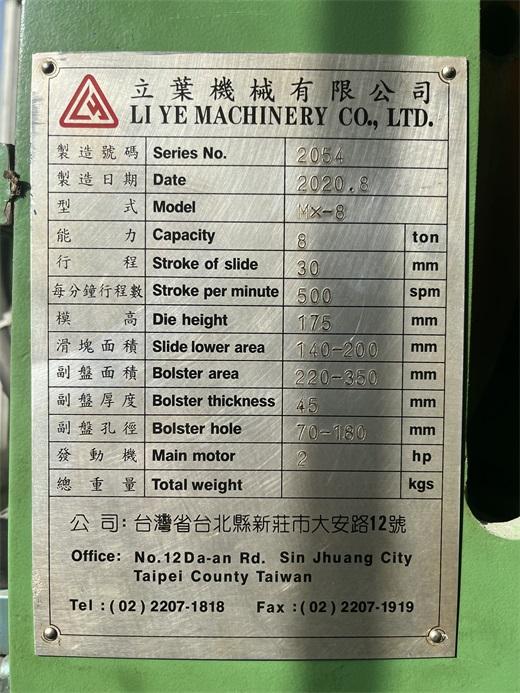 立葉機械有限公司
LI YE MACHINERY CO., LTD.
製造號碼 Series No. 2054
製造日期 Date 2020.8
型式 Model MX-8
能力 Capacity 8 ton
行程 Stroke of slide 30 mm
每分鐘行程數 Stroke per minute 500 spm
模高 Die height 175 mm
滑塊面積 Slide lower area 140-200 mm
副盤面積 Bolster area 220-350 mm
副盤厚度 Bolster thickness 45 mm
副盤孔徑 Bolster hole 70-180 mm
發動機 Main motor 2 hp
總重量 Total weight kgs
公司:台灣省台北縣新莊市大安路12號
Office: No.12Da-an Rd. Sin Jhuang City
Taipei County Taiwan
Tel :(02)2207-1818 Fax :(02)2207-1919